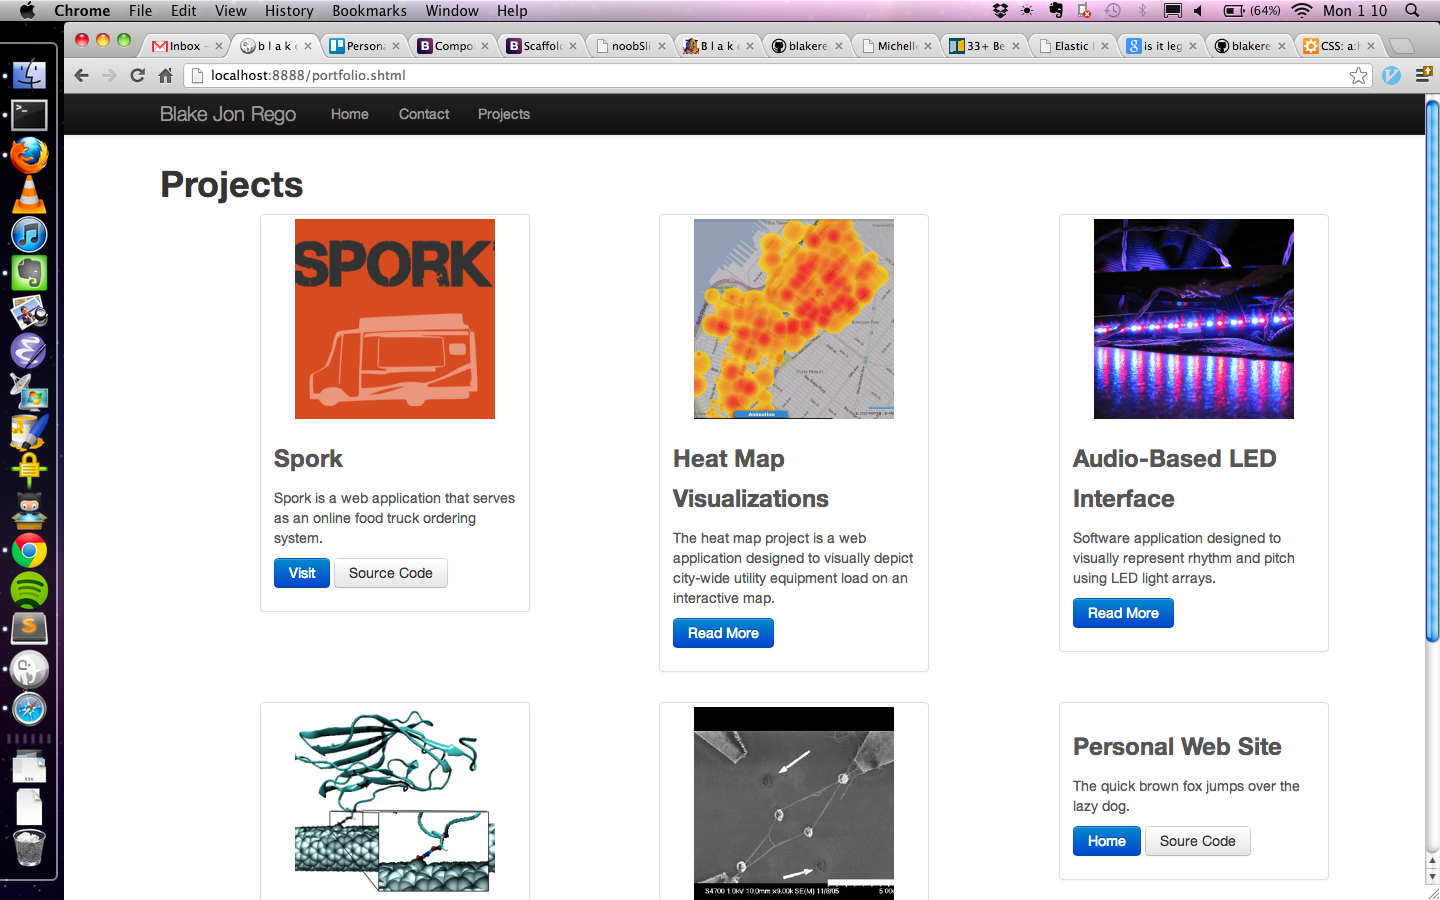 Chrome File Edit View History Bookmarks Window Help (64%) Mon 1 10
Inbox b l a k e Persona Compo Scaffol noobSli B l a k e blakere Michelle 33+ Be Elastic is it leg blakere CSS: a:h
localhost:8888/portfolio.shtml
Blake Jon Rego Home Contact Projects
Projects
SPORK
Animation
Spork
Spork is a web application that serves
as an online food truck ordering
system.
Visit Source Code
Heat Map
Visualizations
The heat map project is a web
application designed to visually depict
city-wide utility equipment load on an
interactive map.
Read More
Audio-Based LED
Interface
Software application designed to
visually represent rhythm and pitch
using LED light arrays.
Read More
S4700 1.0kV 10.0mm x9.00k SE(M) 11/8/05 5.00
Personal Web Site
The quick brown fox jumps over the
lazy dog.
Home Soure Code
CSV